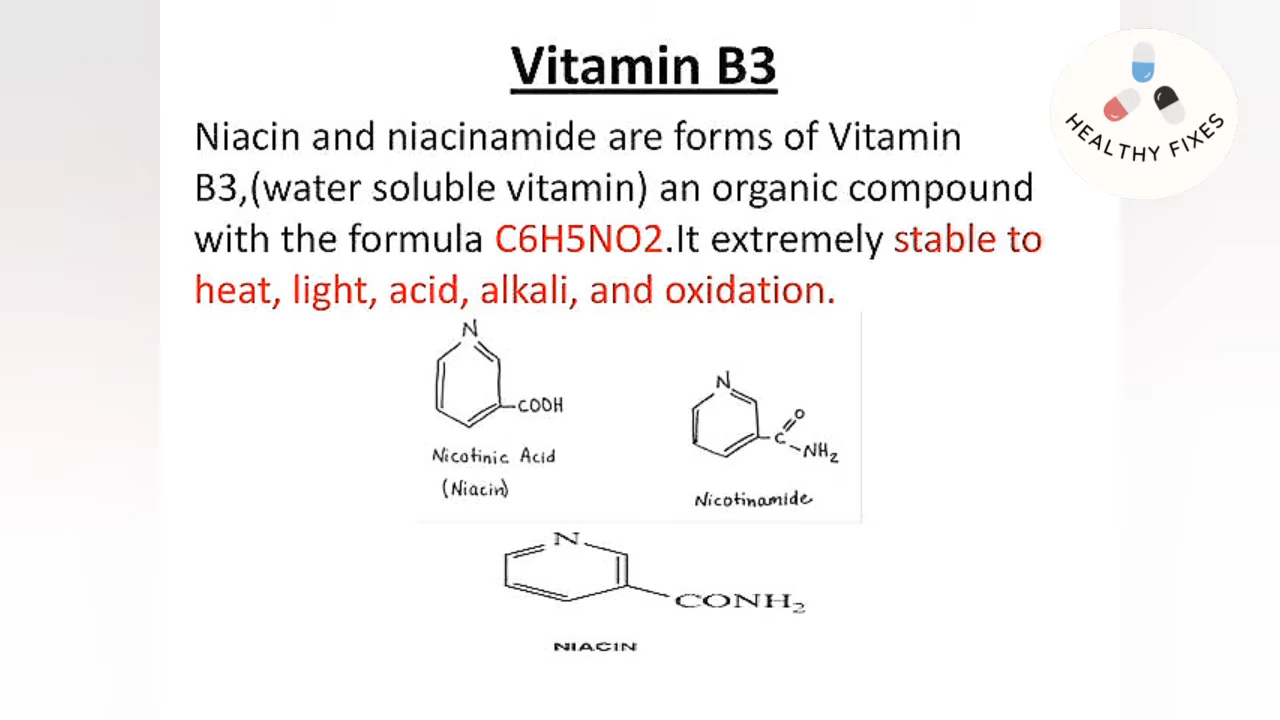 Vitamin B3
Niacin and niacinamide are forms of Vitamin
B3,(water soluble vitamin) an organic compound
with the formula C6H5NO2.It extremely stable to
heat, light, acid, alkali, and oxidation.
HEALTHY FIXES
N
COOH
Nicotinic Acid
(Niacin)
N
O
C
NH2
Nicotinamide
N
CONH2
NIACIN